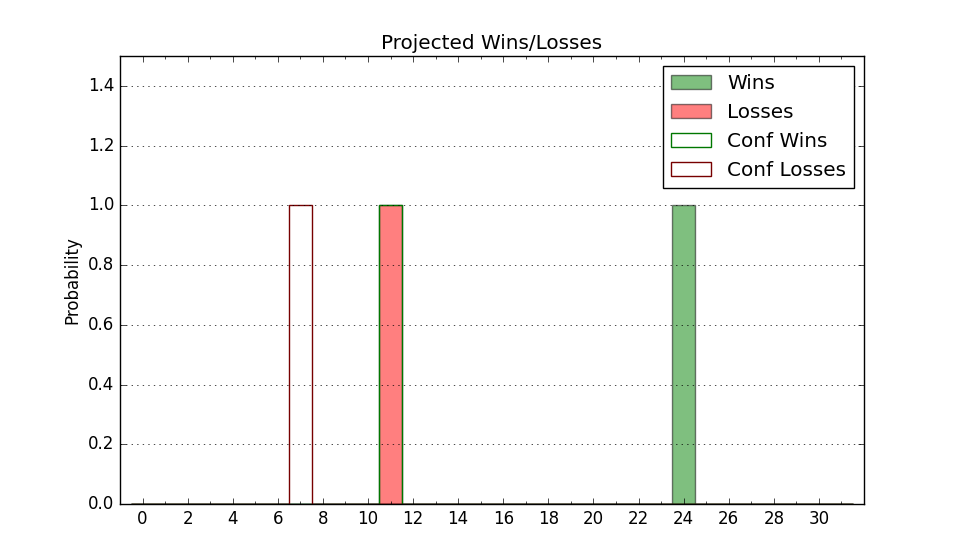 Projected Wins/Losses
Wins
Losses
Conf Wins
Conf Losses
Probability
1.4
1.2
1.0
0.8
0.6
0.4
0.2
0.0
0 2 4 6 8 10 12 14 16 18 20 22 24 26 28 30